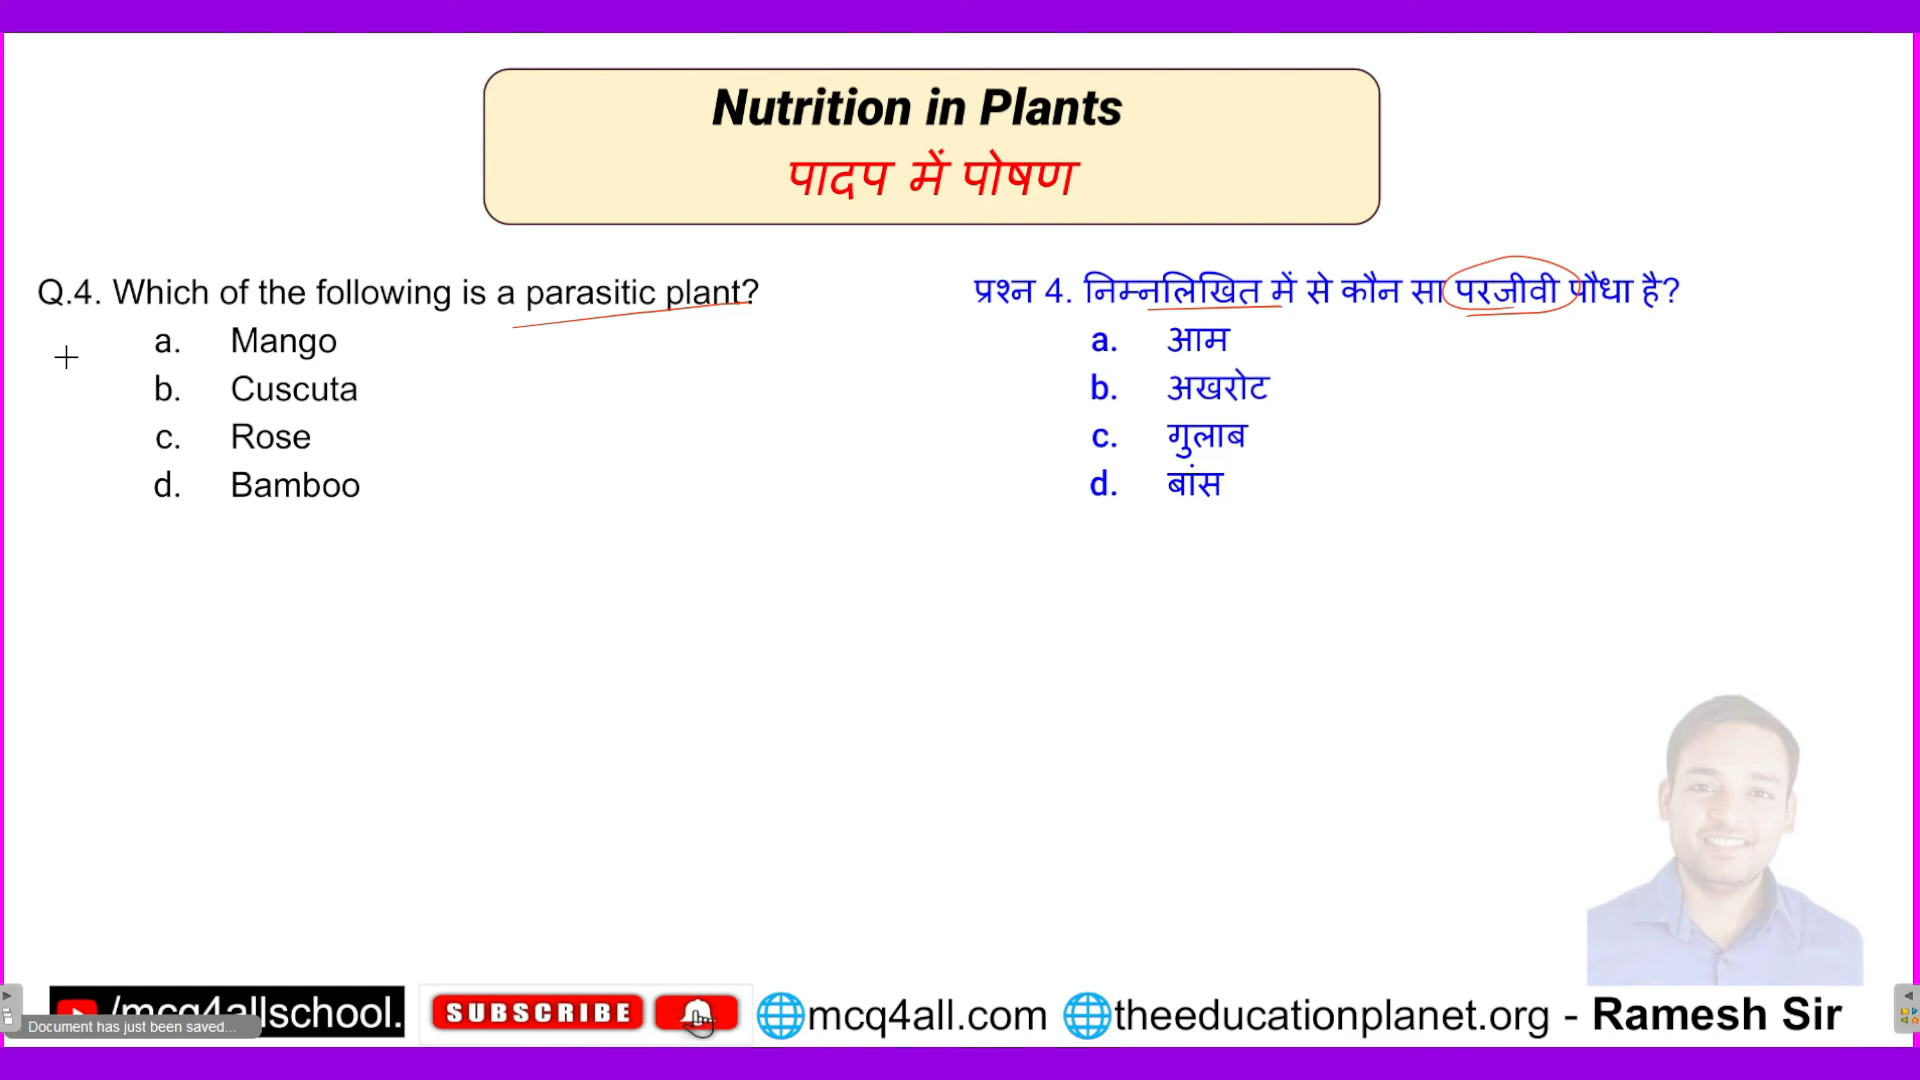 Nutrition in Plants
पादप में पोषण
Q.4. Which of the following is a parasitic plant?
a. Mango
b. Cuscuta
c. Rose
d. Bamboo
प्रश्न 4. निम्नलिखित में से कौन सा परजीवी पौधा है?
a. आम
b. अखरोट
c. गुलाब
d. बांस
/mcq4allschool.
SUBSCRIBE
mcq4all.com
theeducationplanet.org - Ramesh Sir
Document has just been saved...